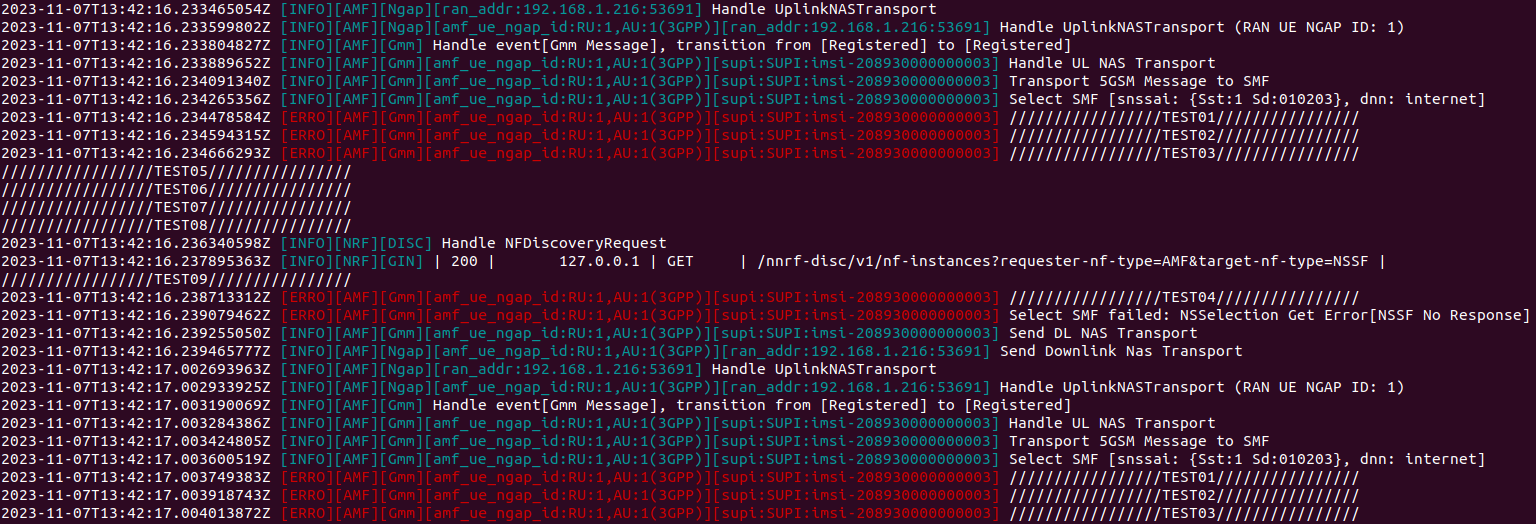 2023-11-07T13:42:16.233465054Z [INFO][AMF][Ngap][ran_addr:192.168.1.216:53691] Handle UplinkNASTransport
2023-11-07T13:42:16.233599802Z [INFO][AMF][Ngap][amf_ue_ngap_id:RU:1,AU:1(3GPP)][ran_addr:192.168.1.216:53691] Handle UplinkNASTransport (RAN UE NGAP ID: 1)
2023-11-07T13:42:16.233804827Z [INFO][AMF][Gmm] Handle event[Gmm Message], transition from [Registered] to [Registered]
2023-11-07T13:42:16.233889652Z [INFO][AMF][Gmm][amf_ue_ngap_id:RU:1,AU:1(3GPP)][supi:SUPI:imsi-208930000000003] Handle UL NAS Transport
2023-11-07T13:42:16.234091340Z [INFO][AMF][Gmm][amf_ue_ngap_id:RU:1,AU:1(3GPP)][supi:SUPI:imsi-208930000000003] Transport 5GSM Message to SMF
2023-11-07T13:42:16.234265356Z [INFO][AMF][Gmm][amf_ue_ngap_id:RU:1,AU:1(3GPP)][supi:SUPI:imsi-208930000000003] Select SMF [snssai: {Sst:1 Sd:010203}, dnn: internet]
2023-11-07T13:42:16.234478584Z [ERRO][AMF][Gmm][amf_ue_ngap_id:RU:1,AU:1(3GPP)][supi:SUPI:imsi-208930000000003] /////////////////TEST01////////////////
2023-11-07T13:42:16.234594315Z [ERRO][AMF][Gmm][amf_ue_ngap_id:RU:1,AU:1(3GPP)][supi:SUPI:imsi-208930000000003] /////////////////TEST02////////////////
2023-11-07T13:42:16.234666293Z [ERRO][AMF][Gmm][amf_ue_ngap_id:RU:1,AU:1(3GPP)][supi:SUPI:imsi-208930000000003] /////////////////TEST03////////////////
/////////////////TEST05////////////////
/////////////////TEST06////////////////
/////////////////TEST07////////////////
/////////////////TEST08////////////////
2023-11-07T13:42:16.236340598Z [INFO][NRF][DISC] Handle NFDiscoveryRequest
2023-11-07T13:42:16.237895363Z [INFO][NRF][GIN] | 200 |       127.0.0.1 | GET     | /nnrf-disc/v1/nf-instances?requester-nf-type=AMF&target-nf-type=NSSF |
/////////////////TEST09////////////////
2023-11-07T13:42:16.238713312Z [ERRO][AMF][Gmm][amf_ue_ngap_id:RU:1,AU:1(3GPP)][supi:SUPI:imsi-208930000000003] /////////////////TEST04////////////////
2023-11-07T13:42:16.239079462Z [ERRO][AMF][Gmm][amf_ue_ngap_id:RU:1,AU:1(3GPP)][supi:SUPI:imsi-208930000000003] Select SMF failed: NSSelection Get Error[NSSF No Response]
2023-11-07T13:42:16.239255050Z [INFO][AMF][Gmm][amf_ue_ngap_id:RU:1,AU:1(3GPP)][supi:SUPI:imsi-208930000000003] Send DL NAS Transport
2023-11-07T13:42:16.239465777Z [INFO][AMF][Ngap][amf_ue_ngap_id:RU:1,AU:1(3GPP)][ran_addr:192.168.1.216:53691] Send Downlink Nas Transport
2023-11-07T13:42:17.002693963Z [INFO][AMF][Ngap][ran_addr:192.168.1.216:53691] Handle UplinkNASTransport
2023-11-07T13:42:17.002933925Z [INFO][AMF][Ngap][amf_ue_ngap_id:RU:1,AU:1(3GPP)][ran_addr:192.168.1.216:53691] Handle UplinkNASTransport (RAN UE NGAP ID: 1)
2023-11-07T13:42:17.003190069Z [INFO][AMF][Gmm] Handle event[Gmm Message], transition from [Registered] to [Registered]
2023-11-07T13:42:17.003284386Z [INFO][AMF][Gmm][amf_ue_ngap_id:RU:1,AU:1(3GPP)][supi:SUPI:imsi-208930000000003] Handle UL NAS Transport
2023-11-07T13:42:17.003424805Z [INFO][AMF][Gmm][amf_ue_ngap_id:RU:1,AU:1(3GPP)][supi:SUPI:imsi-208930000000003] Transport 5GSM Message to SMF
2023-11-07T13:42:17.003600519Z [INFO][AMF][Gmm][amf_ue_ngap_id:RU:1,AU:1(3GPP)][supi:SUPI:imsi-208930000000003] Select SMF [snssai: {Sst:1 Sd:010203}, dnn: internet]
2023-11-07T13:42:17.003749383Z [ERRO][AMF][Gmm][amf_ue_ngap_id:RU:1,AU:1(3GPP)][supi:SUPI:imsi-208930000000003] /////////////////TEST01////////////////
2023-11-07T13:42:17.003918743Z [ERRO][AMF][Gmm][amf_ue_ngap_id:RU:1,AU:1(3GPP)][supi:SUPI:imsi-208930000000003] /////////////////TEST02////////////////
2023-11-07T13:42:17.004013872Z [ERRO][AMF][Gmm][amf_ue_ngap_id:RU:1,AU:1(3GPP)][supi:SUPI:imsi-208930000000003] /////////////////TEST03////////////////